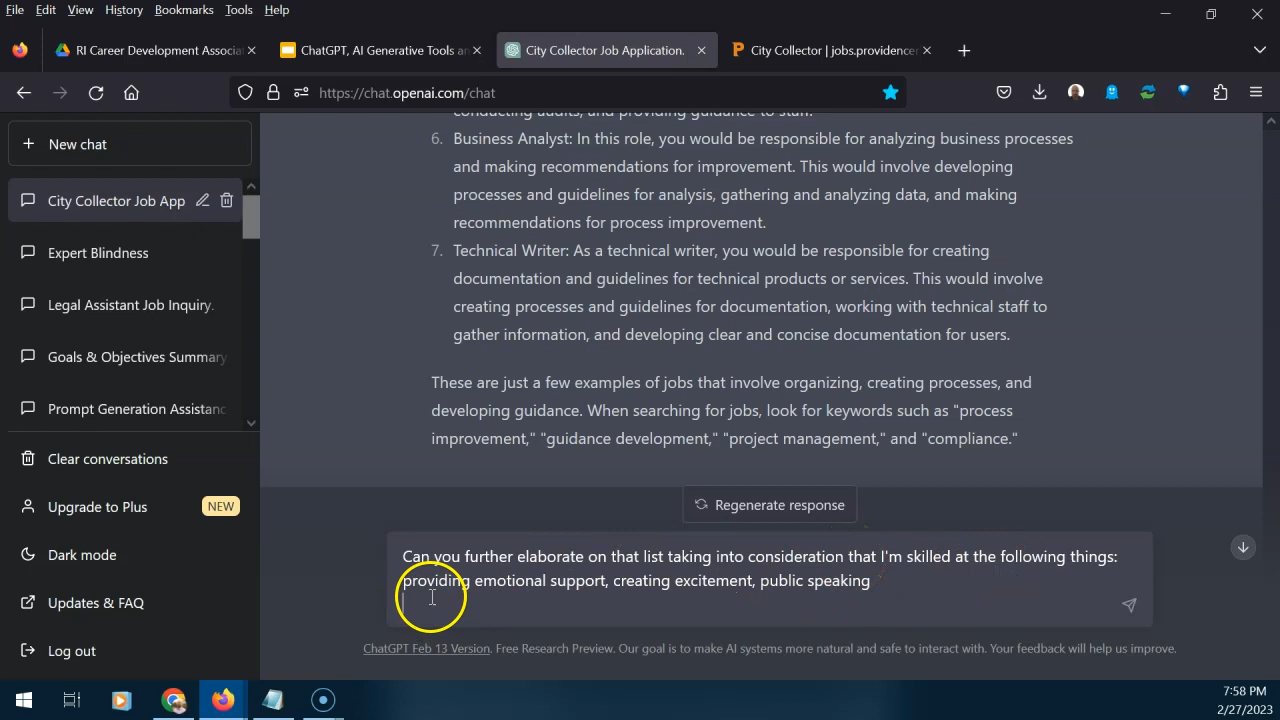 File Edit View History Bookmarks Tools Help
RI Career Development Associat
ChatGPT, AI Generative Tools an
City Collector Job Application.
City Collector | jobs.providencer
https://chat.openai.com/chat
New chat
City Collector Job App
Expert Blindness
Legal Assistant Job Inquiry.
Goals & Objectives Summary
Prompt Generation Assistanc
Clear conversations
Upgrade to Plus NEW
Dark mode
Updates & FAQ
Log out
conducting audits, and providing guidance to staff.
6. Business Analyst: In this role, you would be responsible for analyzing business processes
and making recommendations for improvement. This would involve developing
processes and guidelines for analysis, gathering and analyzing data, and making
recommendations for process improvement.
7. Technical Writer: As a technical writer, you would be responsible for creating
documentation and guidelines for technical products or services. This would involve
creating processes and guidelines for documentation, working with technical staff to
gather information, and developing clear and concise documentation for users.
These are just a few examples of jobs that involve organizing, creating processes, and
developing guidance. When searching for jobs, look for keywords such as "process
improvement," "guidance development," "project management," and "compliance."
Regenerate response
Can you further elaborate on that list taking into consideration that I'm skilled at the following things:
providing emotional support, creating excitement, public speaking
ChatGPT Feb 13 Version. Free Research Preview. Our goal is to make AI systems more natural and safe to interact with. Your feedback will help us improve.
7:58 PM
2/27/2023